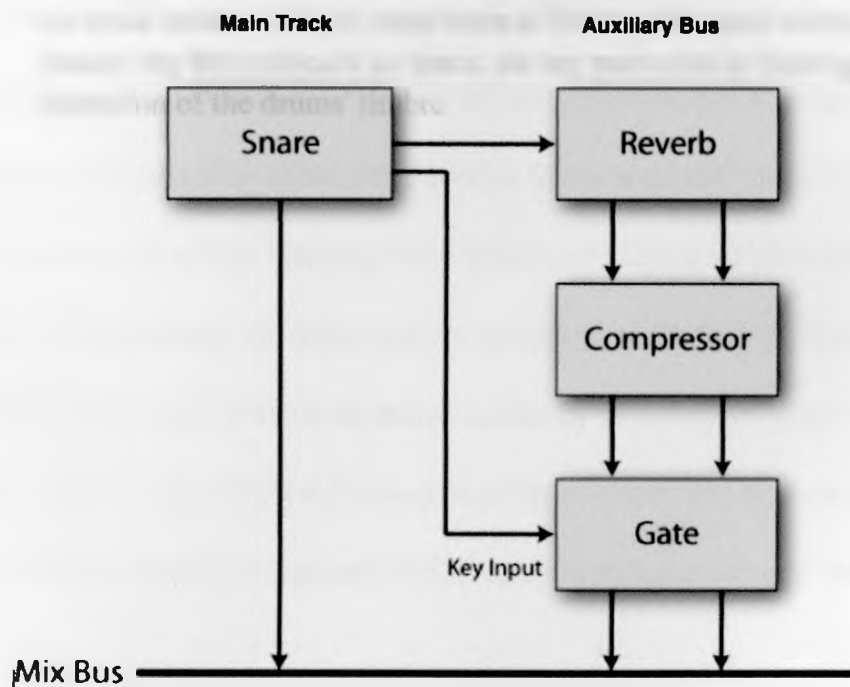 Main Track
Auxiliary Bus
Snare
Reverb
Compressor
Gate
Key Input
Mix Bus